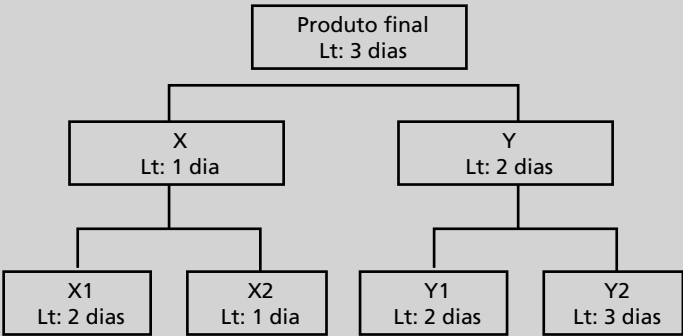 Produto final
Lt: 3 dias
X
Lt: 1 dia
Y
Lt: 2 dias
X1
Lt: 2 dias
X2
Lt: 1 dia
Y1
Lt: 2 dias
Y2
Lt: 3 dias